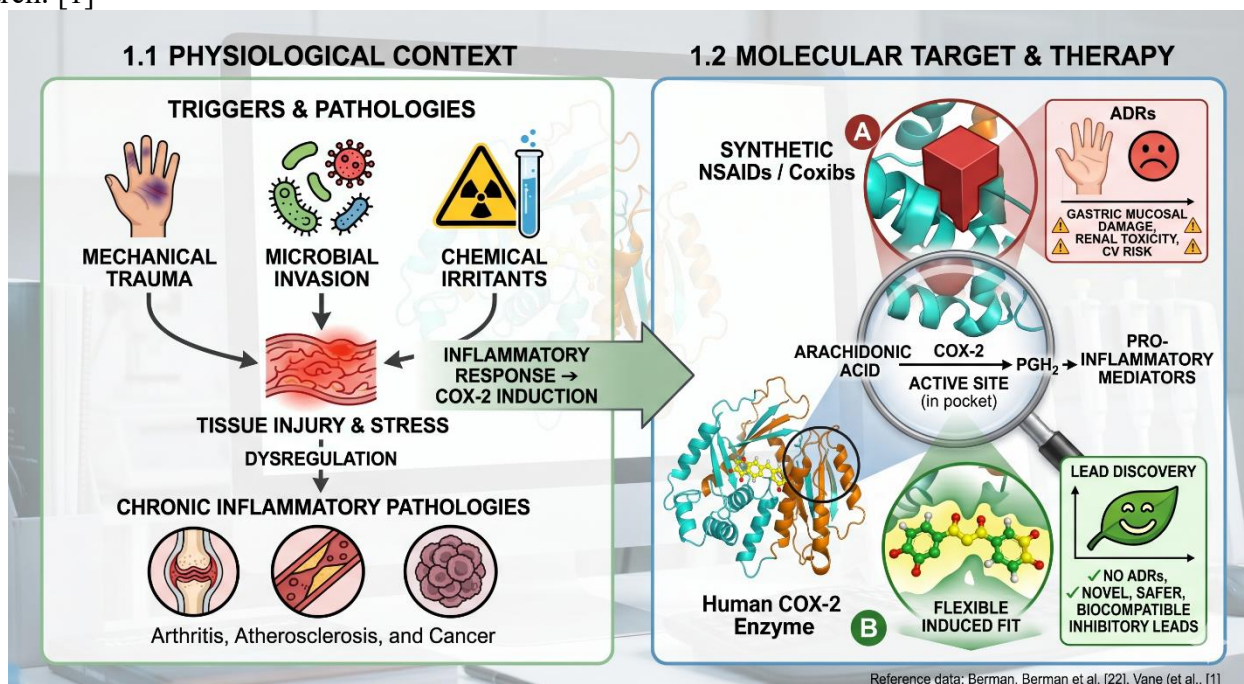 [1]
1.1 PHYSIOLOGICAL CONTEXT
TRIGGERS & PATHOLOGIES
MECHANICAL
TRAUMA
MICROBIAL
INVASION
CHEMICAL
IRRITANTS
INFLAMMATORY
RESPONSE →
COX-2 INDUCTION
TISSUE INJURY & STRESS
DYSREGULATION
CHRONIC INFLAMMATORY PATHOLOGIES
Arthritis, Atherosclerosis, and Cancer
1.2 MOLECULAR TARGET & THERAPY
A
SYNTHETIC
NSAIDs / Coxibs
ADRs
GASTRIC MUCOSAL
DAMAGE,
RENAL TOXICITY,
CV RISK
ARACHIDONIC
ACID
COX-2
ACTIVE SITE
(in pocket)
PGH₂
PRO-
INFLAMMATORY
MEDIATORS
Human COX-2
Enzyme
B
FLEXIBLE
INDUCED FIT
LEAD DISCOVERY
✓ NO ADRs,
✓ NOVEL, SAFER,
BIOCOMPATIBLE
INHIBITORY LEADS
Reference data: Berman, Berman et al. [22], Vane (et al., [1]